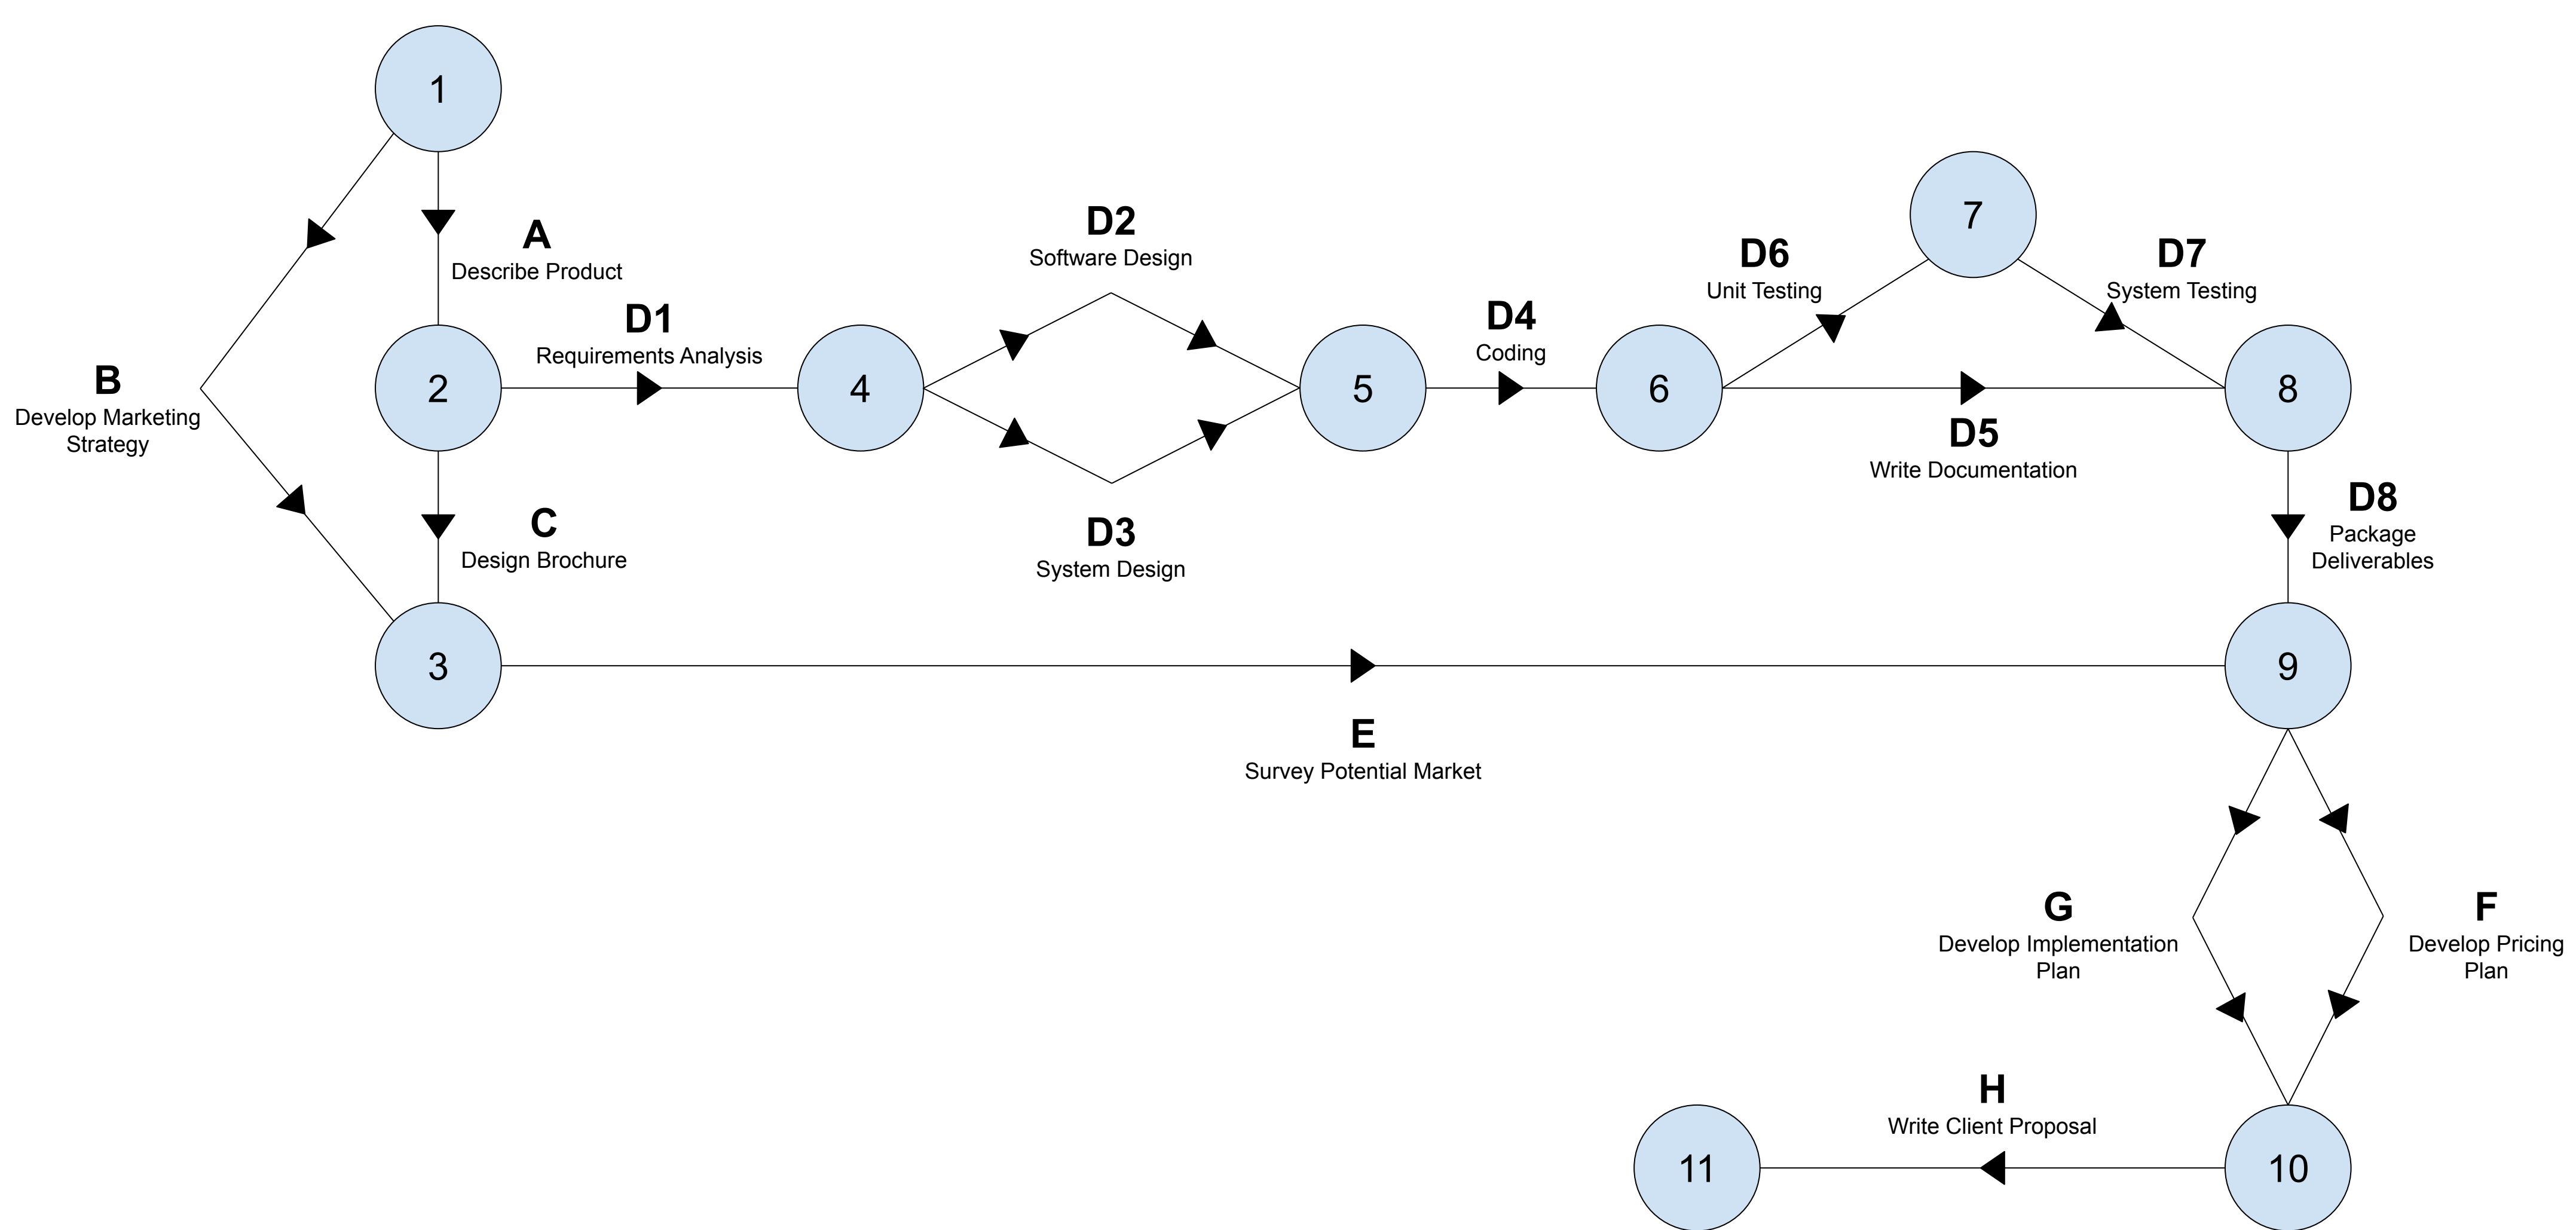 1
A
Describe Product
B
Develop Marketing
Strategy
2
D1
Requirements Analysis
4
D2
Software Design
D3
System Design
5
D4
Coding
6
D6
Unit Testing
7
D7
System Testing
D5
Write Documentation
8
C
Design Brochure
D8
Package
Deliverables
3
E
Survey Potential Market
9
G
Develop Implementation
Plan
F
Develop Pricing
Plan
H
Write Client Proposal
11
10